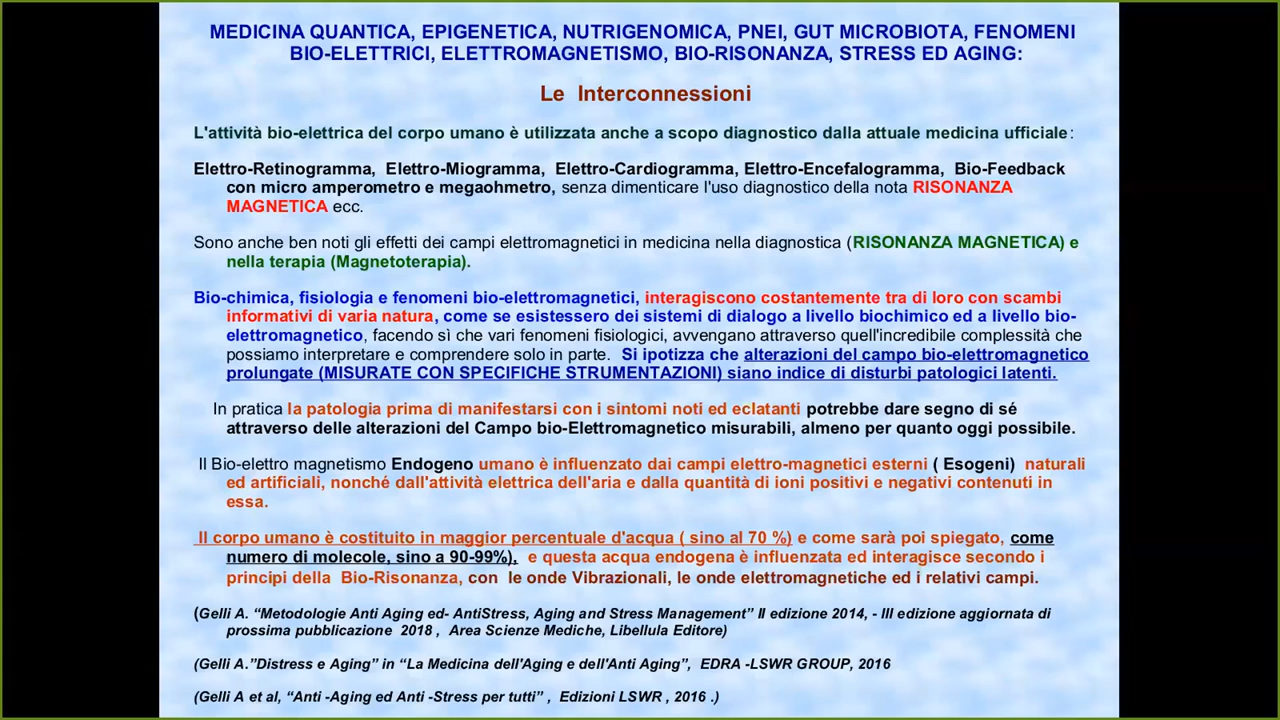 MEDICINA QUANTICA, EPIGENETICA, NUTRIGENOMICA, PNEI, GUT MICROBIOTA, FENOMENI
BIO-ELETTRICI, ELETTROMAGNETISMO, BIO-RISONANZA, STRESS ED AGING:
Le Interconnessioni
L'attività bio-elettrica del corpo umano è utilizzata anche a scopo diagnostico dalla attuale medicina ufficiale:
Elettro-Retinogramma, Elettro-Miogramma, Elettro-Cardiogramma, Elettro-Encefalogramma, Bio-Feedback
con micro amperometro e megaohmetro, senza dimenticare l'uso diagnostico della nota RISONANZA
MAGNETICA ecc.
Sono anche ben noti gli effetti dei campi elettromagnetici in medicina nella diagnostica (RISONANZA MAGNETICA) e
nella terapia (Magnetoterapia).
Bio-chimica, fisiologia e fenomeni bio-elettromagnetici, interagiscono costantemente tra di loro con scambi
informativi di varia natura, come se esistessero dei sistemi di dialogo a livello biochimico ed a livello bio-
elettromagnetico, facendo sì che vari fenomeni fisiologici, avvengano attraverso quell'incredibile complessità che
possiamo interpretare e comprendere solo in parte. Si ipotizza che alterazioni del campo bio-elettromagnetico
prolungate (MISURATE CON SPECIFICHE STRUMENTAZIONI) siano indice di disturbi patologici latenti.
In pratica la patologia prima di manifestarsi con i sintomi noti ed eclatanti potrebbe dare segno di sé
attraverso delle alterazioni del Campo bio-Elettromagnetico misurabili, almeno per quanto oggi possibile.
Il Bio-elettro magnetismo Endogeno umano è influenzato dai campi elettro-magnetici esterni ( Esogeni) naturali
ed artificiali, nonché dall'attività elettrica dell'aria e dalla quantità di ioni positivi e negativi contenuti in
essa.
Il corpo umano è costituito in maggior percentuale d'acqua ( sino al 70 %) e come sarà poi spiegato, come
numero di molecole, sino a 90-99%), e questa acqua endogena è influenzata ed interagisce secondo i
principi della Bio-Risonanza, con le onde Vibrazionali, le onde elettromagnetiche ed i relativi campi.
(Gelli A. “Metodologie Anti Aging ed- AntiStress, Aging and Stress Management” II edizione 2014, - III edizione aggiornata di
prossima pubblicazione 2018 , Area Scienze Mediche, Libellula Editore)
(Gelli A.”Distress e Aging” in “La Medicina dell'Aging e dell'Anti Aging”, EDRA -LSWR GROUP, 2016
(Gelli A et al, “Anti -Aging ed Anti -Stress per tutti” , Edizioni LSWR , 2016 .)